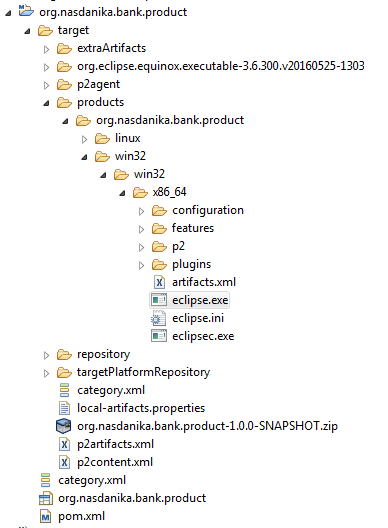 org.nasdanika.bank.product
target
extraArtifacts
org.eclipse.equinox.executable-3.6.300.v20160525-1303
p2agent
products
org.nasdanika.bank.product
linux
win32
win32
x86_64
configuration
features
p2
plugins
artifacts.xml
eclipse.exe
eclipse.ini
eclipsec.exe
repository
targetPlatformRepository
category.xml
local-artifacts.properties
org.nasdanika.bank.product-1.0.0-SNAPSHOT.zip
p2artifacts.xml
p2content.xml
category.xml
org.nasdanika.bank.product
pom.xml